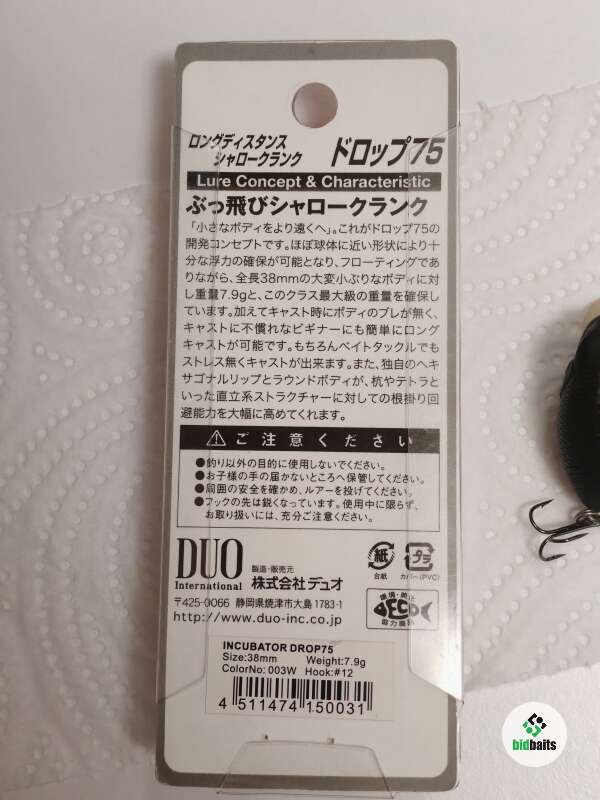 ロングディスタンス
シャロークランク
ドロップ75
Lure Concept & Characteristic
ぶっ飛びシャロークランク
「小さなボディをより遠くへ」。これがドロップ75の
開発コンセプトです。ほぼ球体に近い形状により十
分な浮力の確保が可能となり、フローティングであ
りながら、全長38mmの大変小ぶりなボディに対
し重量7.9gと、このクラス最大級の重量を確保し
ています。加えてキャスト時にボディのブレが無く、
キャストに不慣れなビギナーにも簡単にロング
キャストが可能です。もちろんベイトタックルでも
ストレス無くキャストが出来ます。また、独自のヘキ
サゴナルリップとラウンドボディが、杭やテトラと
いった直立系ストラクチャーに対しての根掛り回
避能力を大幅に高めてくれます。
ご注意ください
●釣り以外の目的に使用しないでください。
●お子様の手の届かないところへ保管してください。
●周囲の安全を確かめ、ルアーを投げてください。
●フックの先は鋭くなっています。使用中に限らず、
お取り扱いには、充分ご注意ください。
DUO
International
製造・販売元
株式会社デュオ
紙
台紙
プラ
カバー(PVC)
〒425-0066 静岡県焼津市大島1783-1
http://www.duo-inc.co.jp
ECO
INCUBATOR DROP75
Size:38mm Weight:7.9g
ColorNo: 003W Hook:#12
4 511474 150031
bidbaits